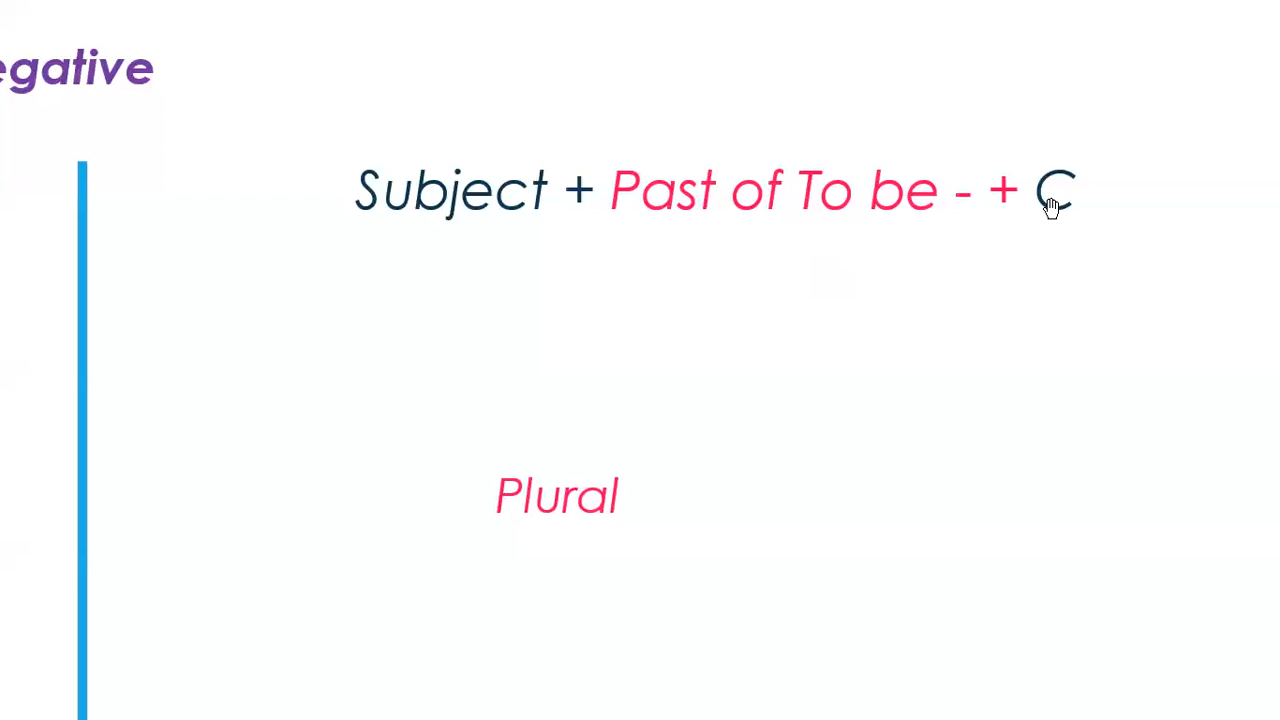 egative
Subject + Past of To be - + C
Plural